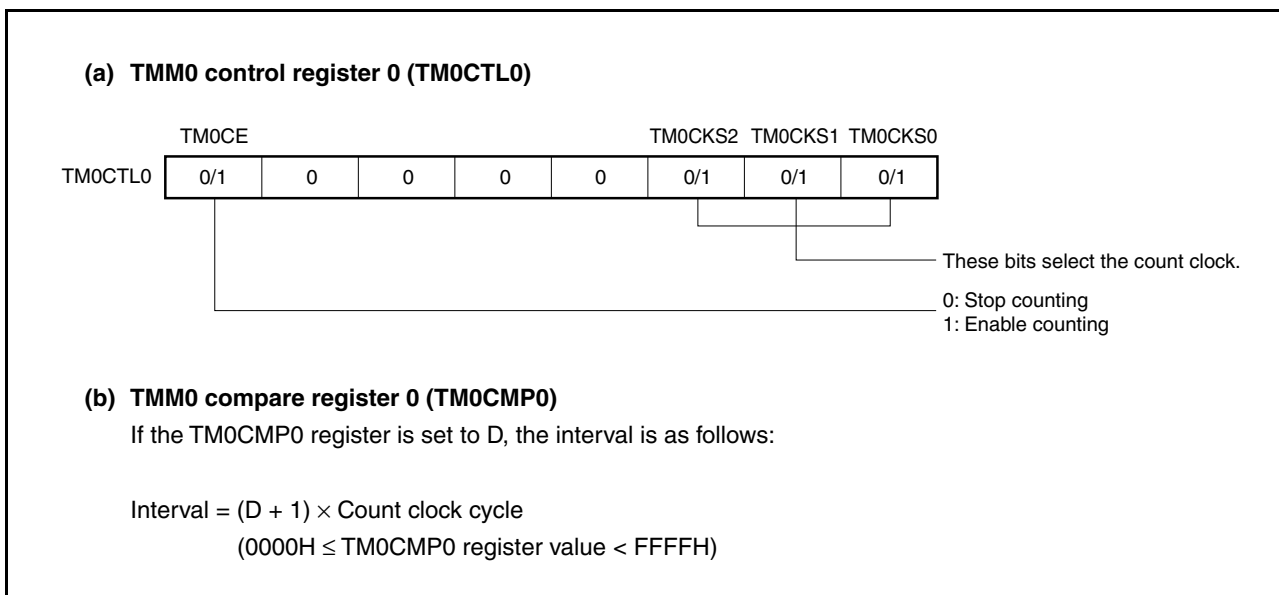 (a) TMM0 control register 0 (TM0CTL0)
TM0CE TM0CKS2 TM0CKS1 TM0CKS0
TM0CTL0 0/1 0 0 0 0 0/1 0/1 0/1
These bits select the count clock.
0: Stop counting
1: Enable counting
(b) TMM0 compare register 0 (TM0CMP0)
If the TM0CMP0 register is set to D, the interval is as follows:
Interval = (D + 1) × Count clock cycle
(0000H ≤ TM0CMP0 register value < FFFFH)